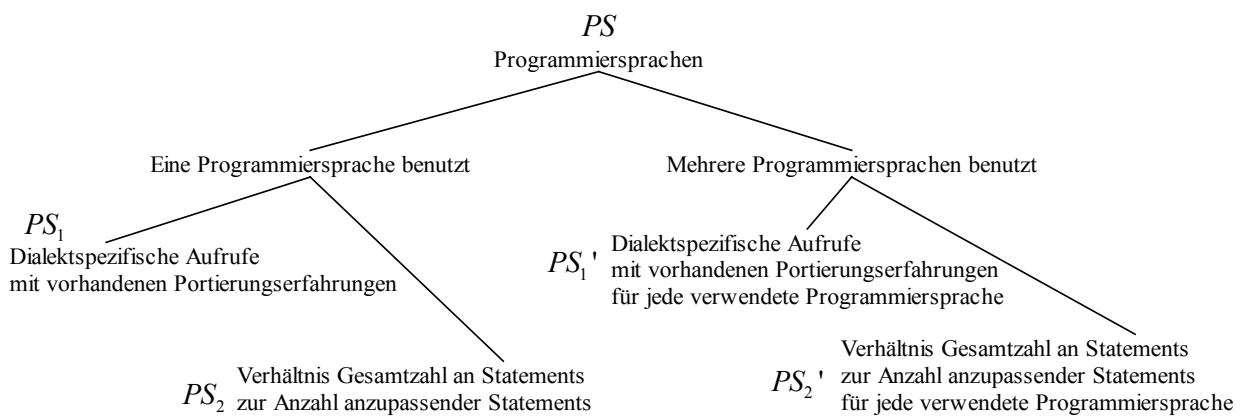 PS
Programmiersprachen
Eine Programmiersprache benutzt
Mehrere Programmiersprachen benutzt
PS₁
Dialektspezifische Aufrufe
mit vorhandenen Portierungserfahrungen
PS₁'
Dialektspezifische Aufrufe
mit vorhandenen Portierungserfahrungen
für jede verwendete Programmiersprache
PS₂
Verhältnis Gesamtzahl an Statements
zur Anzahl anzupassender Statements
PS₂'
Verhältnis Gesamtzahl an Statements
zur Anzahl anzupassender Statements
für jede verwendete Programmiersprache